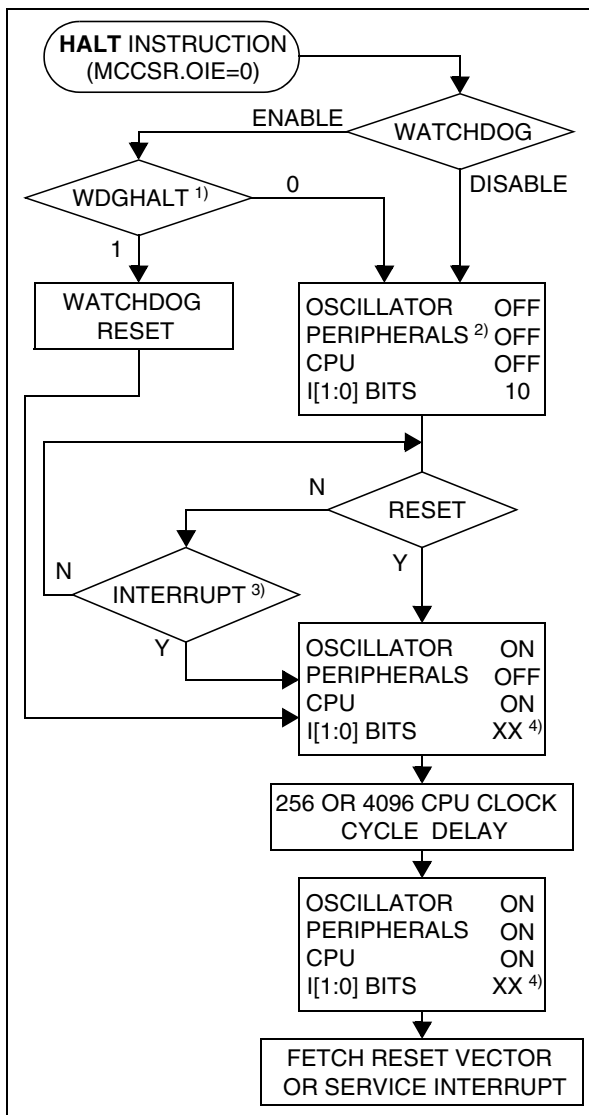 HALT INSTRUCTION
(MCCSR.OIE=0)
ENABLE
WATCHDOG
WDGHALT 1)
0
DISABLE
1
WATCHDOG
RESET
OSCILLATOR OFF
PERIPHERALS 2) OFF
CPU OFF
I[1:0] BITS 10
N
RESET
N
INTERRUPT 3)
Y
Y
OSCILLATOR ON
PERIPHERALS OFF
CPU ON
I[1:0] BITS XX 4)
256 OR 4096 CPU CLOCK
CYCLE DELAY
OSCILLATOR ON
PERIPHERALS ON
CPU ON
I[1:0] BITS XX 4)
FETCH RESET VECTOR
OR SERVICE INTERRUPT